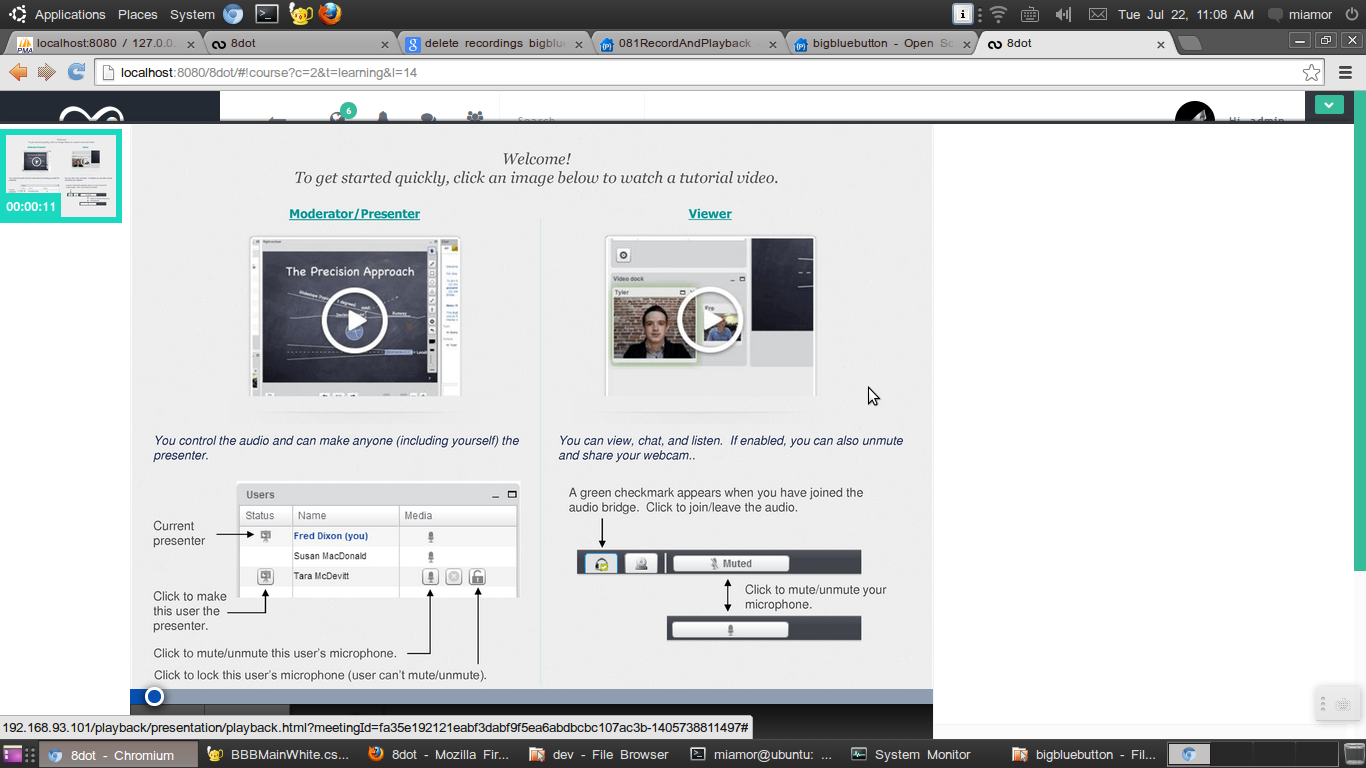 Applications Places System
Tue Jul 22, 11:08 AM miamor
localhost:8080 / 127.0.0.
8dot
delete recordings bigblu
081RecordAndPlayback
bigbluebutton - Open Sc
8dot
localhost:8080/8dot/#!course?c=2&t=learning&l=14
6
Search
Hi, admin
00:00:11
Welcome!
To get started quickly, click an image below to watch a tutorial video.
Moderator/Presenter
Viewer
The Precision Approach
Video dock
Tyler
Fre
You control the audio and can make anyone (including yourself) the
presenter.
You can view, chat, and listen. If enabled, you can also unmute
and share your webcam..
Users
Status Name Media
Current
presenter
Fred Dixon (you)
Susan MacDonald
Tara McDevitt
Click to make
this user the
presenter.
Click to mute/unmute this user's microphone.
Click to lock this user's microphone (user can't mute/unmute).
A green checkmark appears when you have joined the
audio bridge. Click to join/leave the audio.
Muted
Click to mute/unmute your
microphone.
192.168.93.101/playback/presentation/playback.html?meetingId=fa35e192121eabf3dabf9f5ea6abdbcbc107ac3b-1405738811497#
8dot - Chromium
BBBMainWhite.cs...
8dot - Mozilla Fir...
dev - File Browser
miamor@ubuntu: ...
System Monitor
bigbluebutton - Fil...